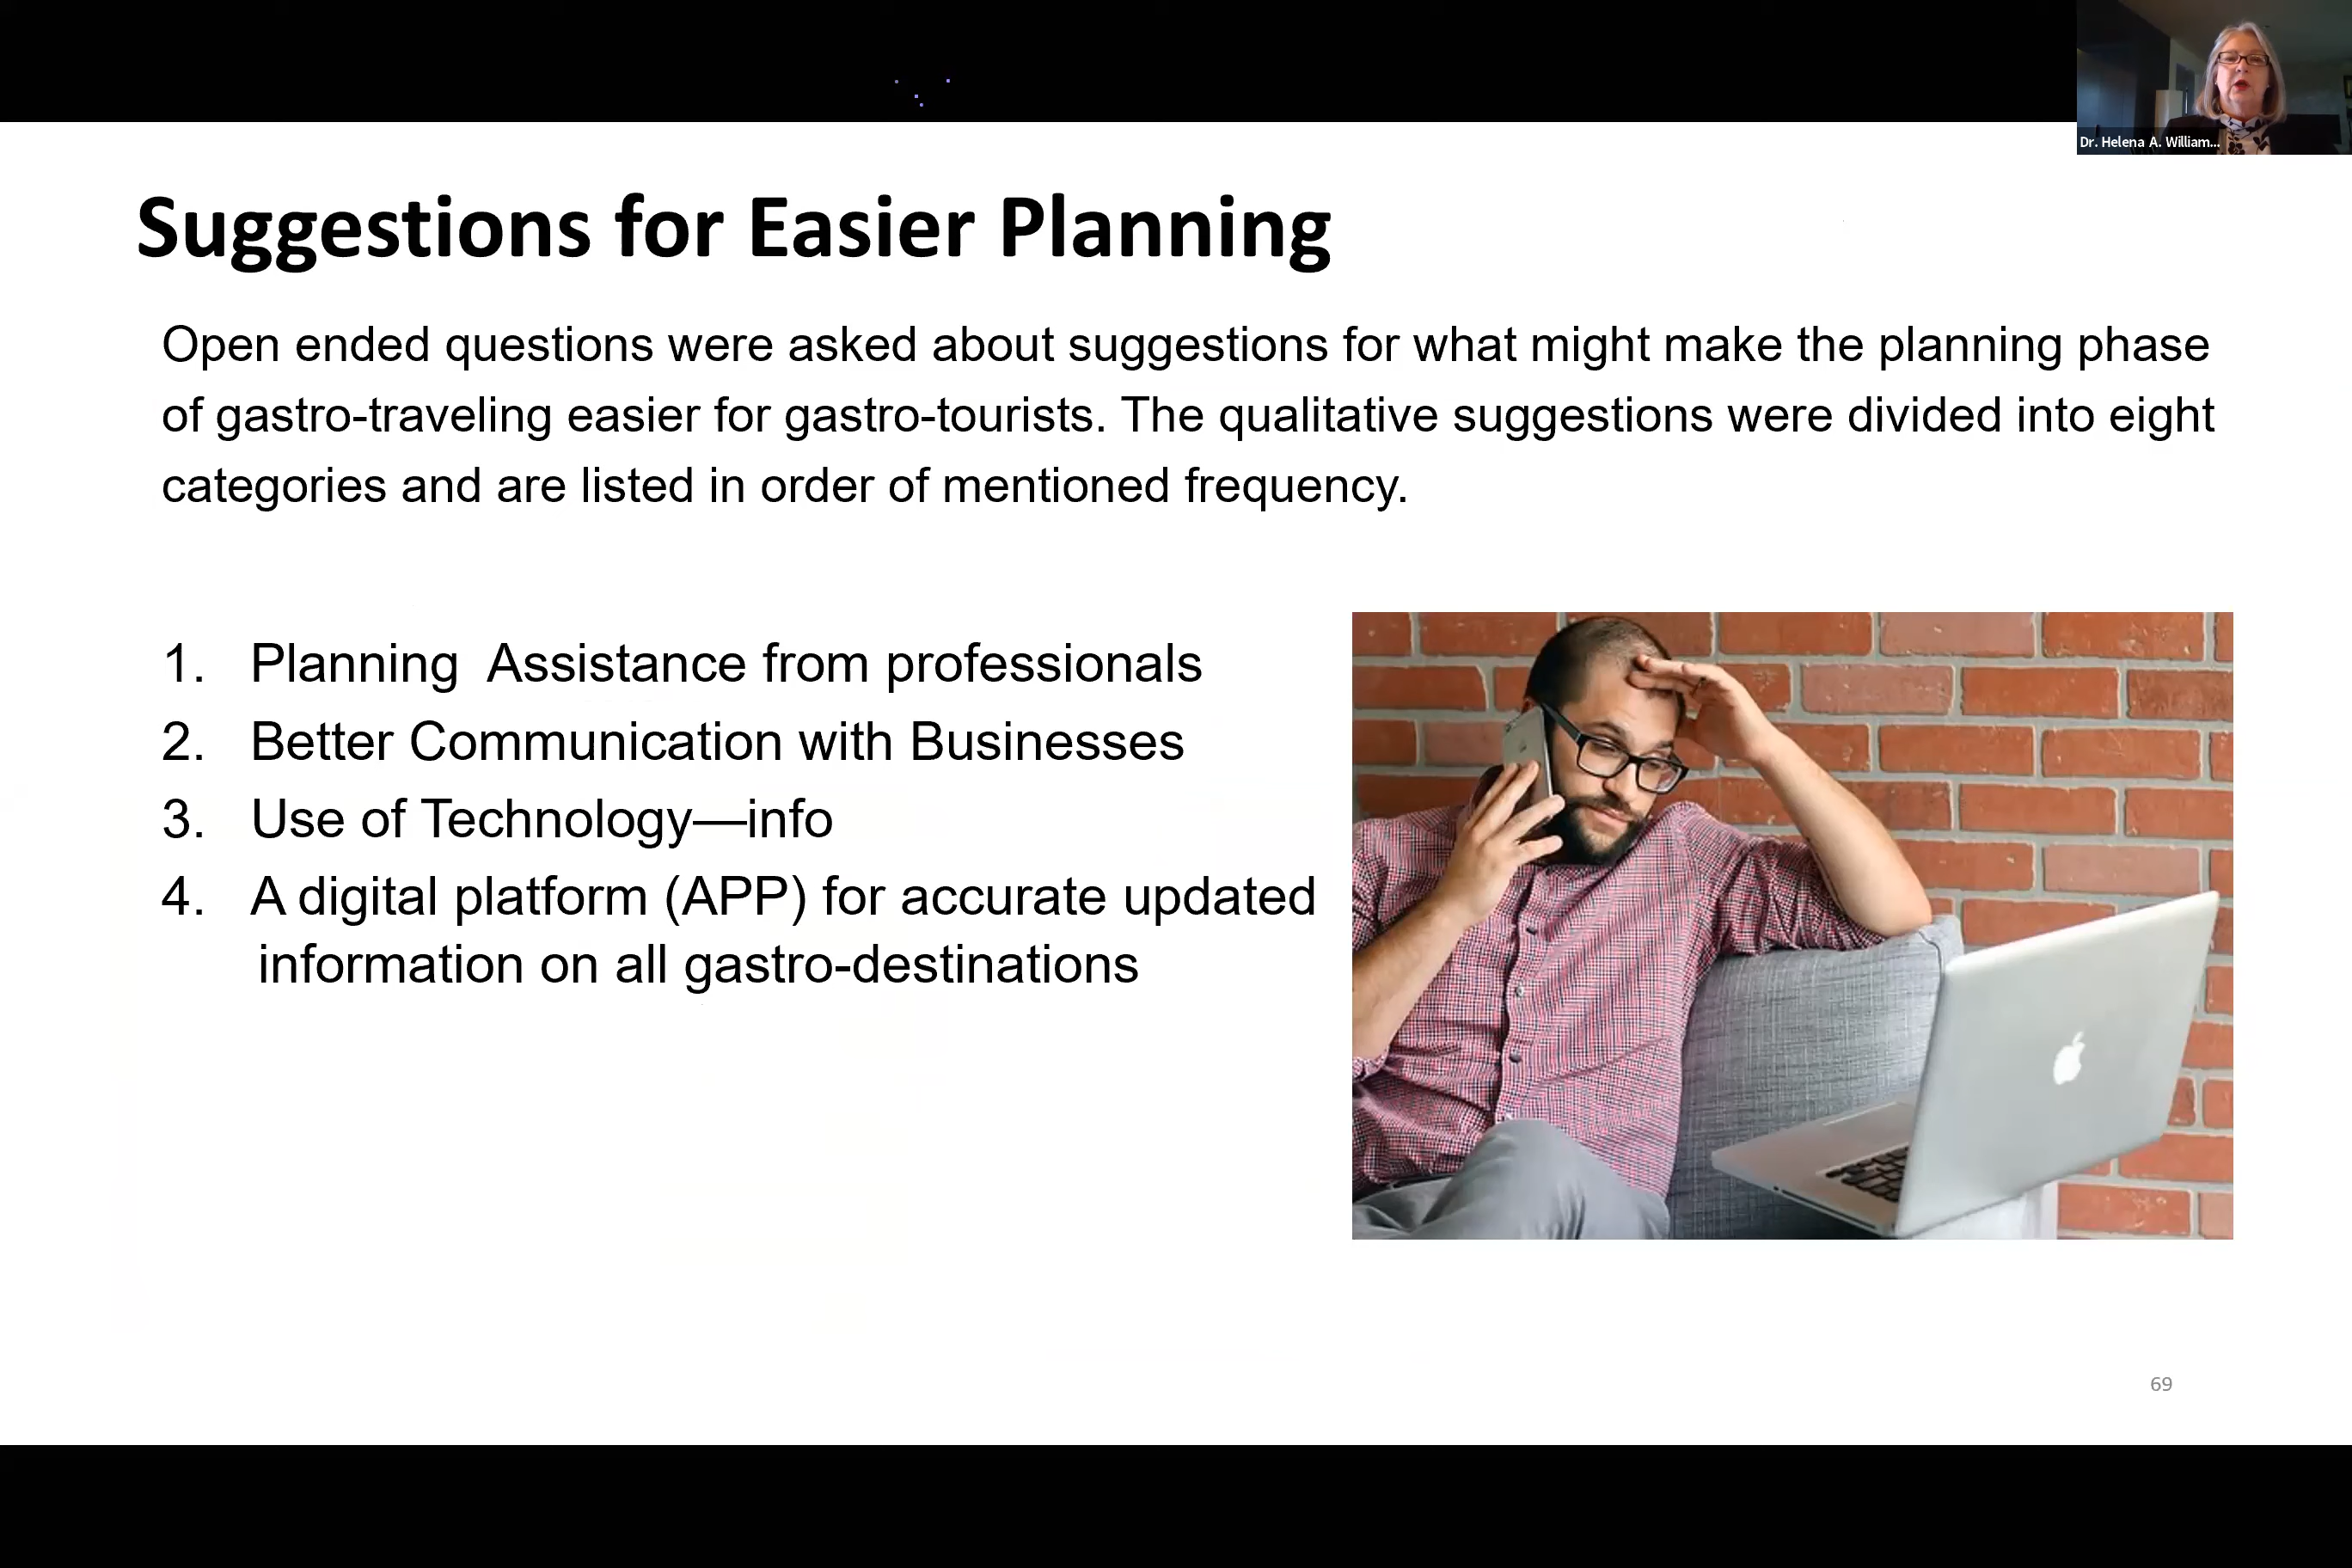 Dr. Helena A. William...
Suggestions for Easier Planning
Open ended questions were asked about suggestions for what might make the planning phase
of gastro-traveling easier for gastro-tourists. The qualitative suggestions were divided into eight
categories and are listed in order of mentioned frequency.
1. Planning  Assistance from professionals
2. Better Communication with Businesses
3. Use of Technology—info
4. A digital platform (APP) for accurate updated
information on all gastro-destinations
69